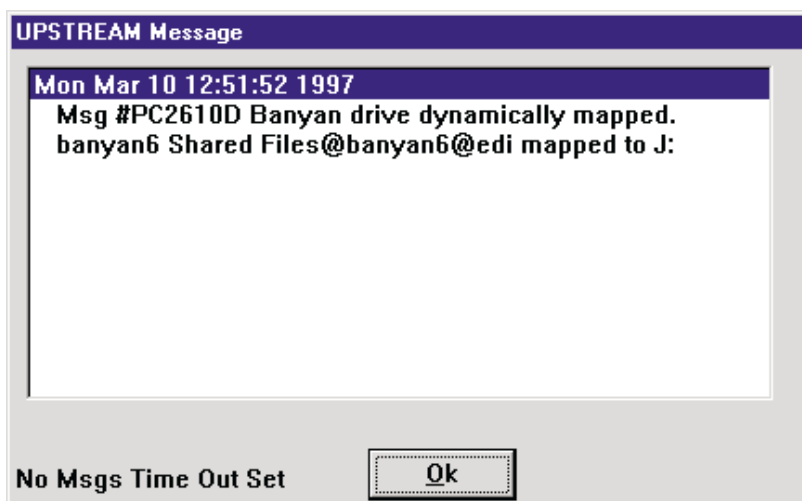 UPSTREAM Message
Mon Mar 10 12:51:52 1997
Msg #PC2610D Banyan drive dynamically mapped.
banyan6 Shared Files@banyan6@edi mapped to J:
No Msgs Time Out Set
Ok